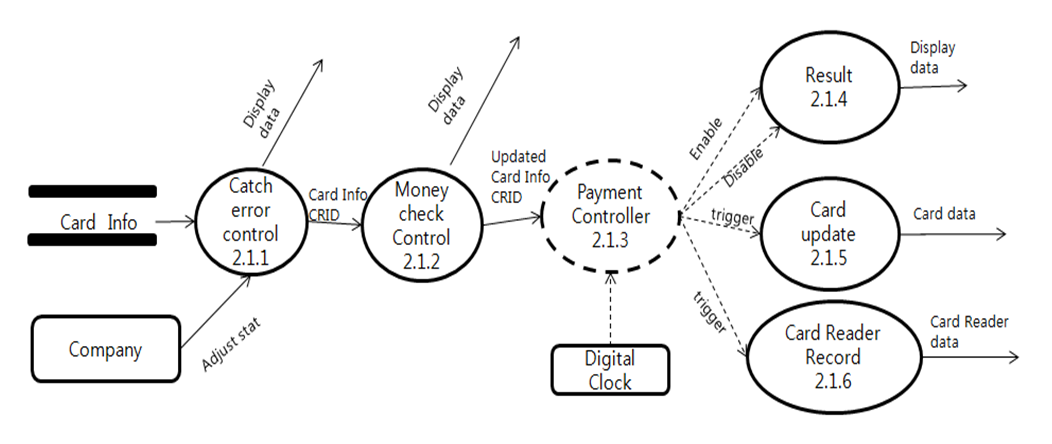 Display
data
Display
data
Result
2.1.4
Display
data
Card Info
Catch
error
control
2.1.1
Card Info
CRID
Money
check
Control
2.1.2
Updated
Card Info
CRID
Payment
Controller
2.1.3
Enable
Disable
trigger
trigger
Card
update
2.1.5
Card data
Company
Adjust stat
Digital
Clock
Card Reader
Record
2.1.6
Card Reader
data